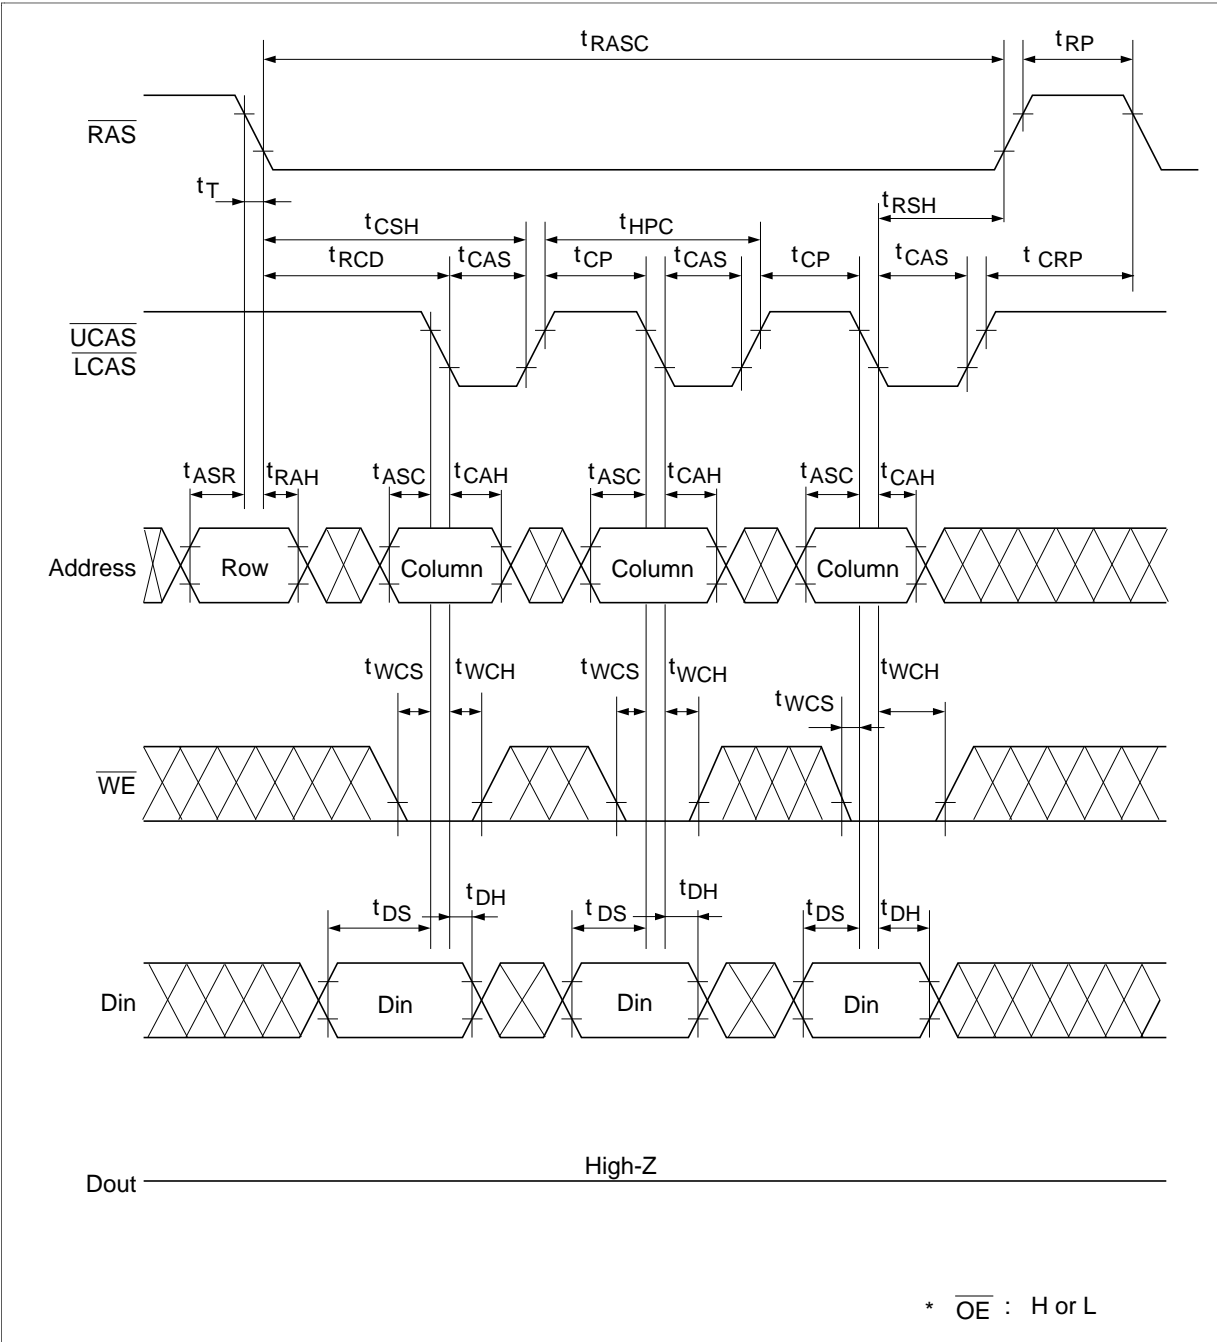 tRASC tRP
RAS
tT
tRSH
tCSH tHPC
tRCD tCAS tCP tCAS tCP tCAS tCRP
UCAS
LCAS
tASR tRAH tASC tCAH tASC tCAH tASC tCAH
Address Row Column Column Column
tWCS tWCH tWCS tWCH tWCS tWCH
WE
tDS tDH tDS tDH tDS tDH
Din Din Din Din
High-Z
Dout
* OE : H or L